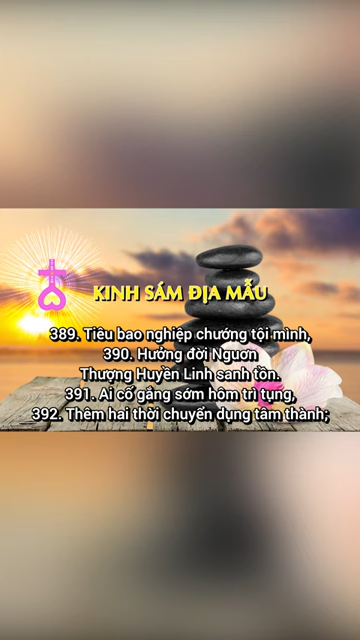 KINH SÁM ĐỊA MẪU
389. Tiêu bao nghiệp chướng tội mình,
390. Hưởng đời Nguơn
Thượng Huyền Linh sanh tồn.
391. Ai cố gắng sớm hôm trì tụng,
392. Thêm hai thời chuyển dụng tâm thành;